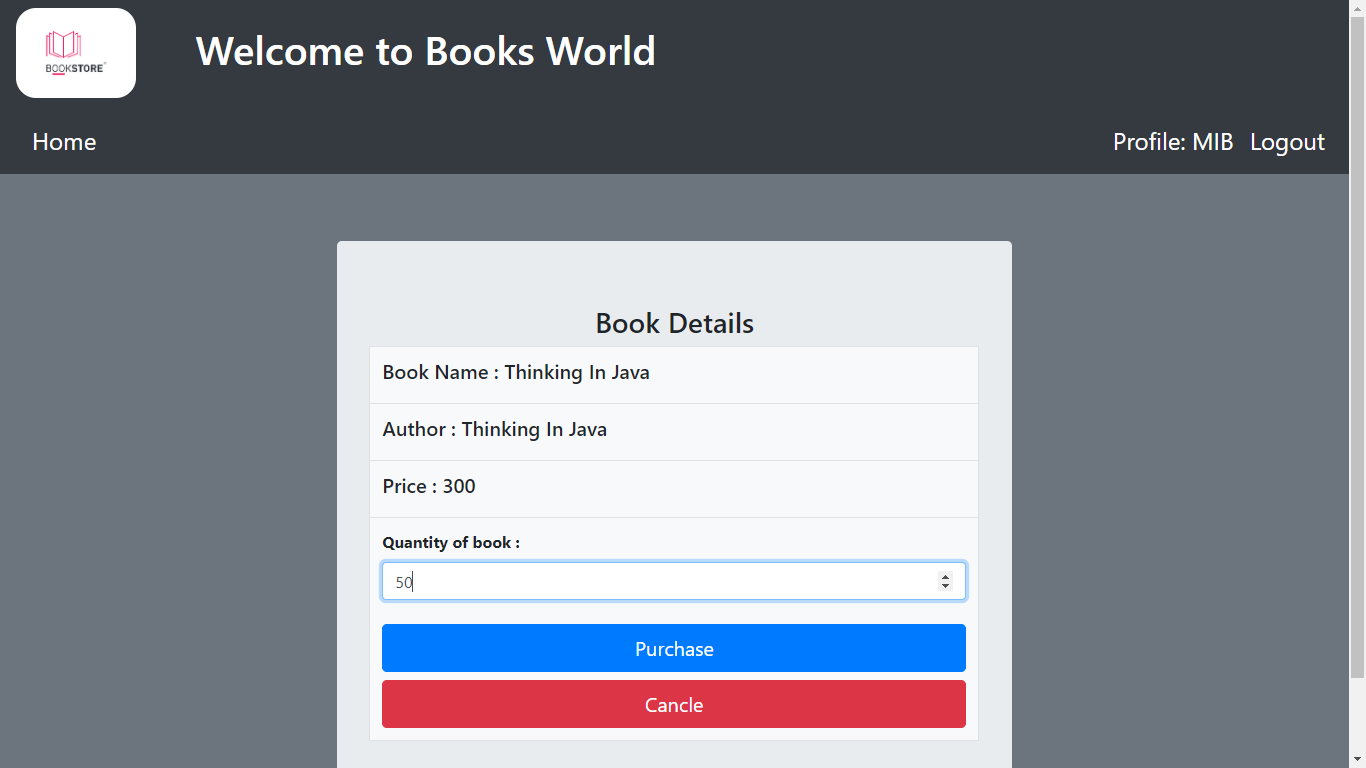 BOOKSTORE
Welcome to Books World
Home
Profile: MIB Logout
Book Details
Book Name : Thinking In Java
Author : Thinking In Java
Price : 300
Quantity of book :
50
Purchase
Cancle